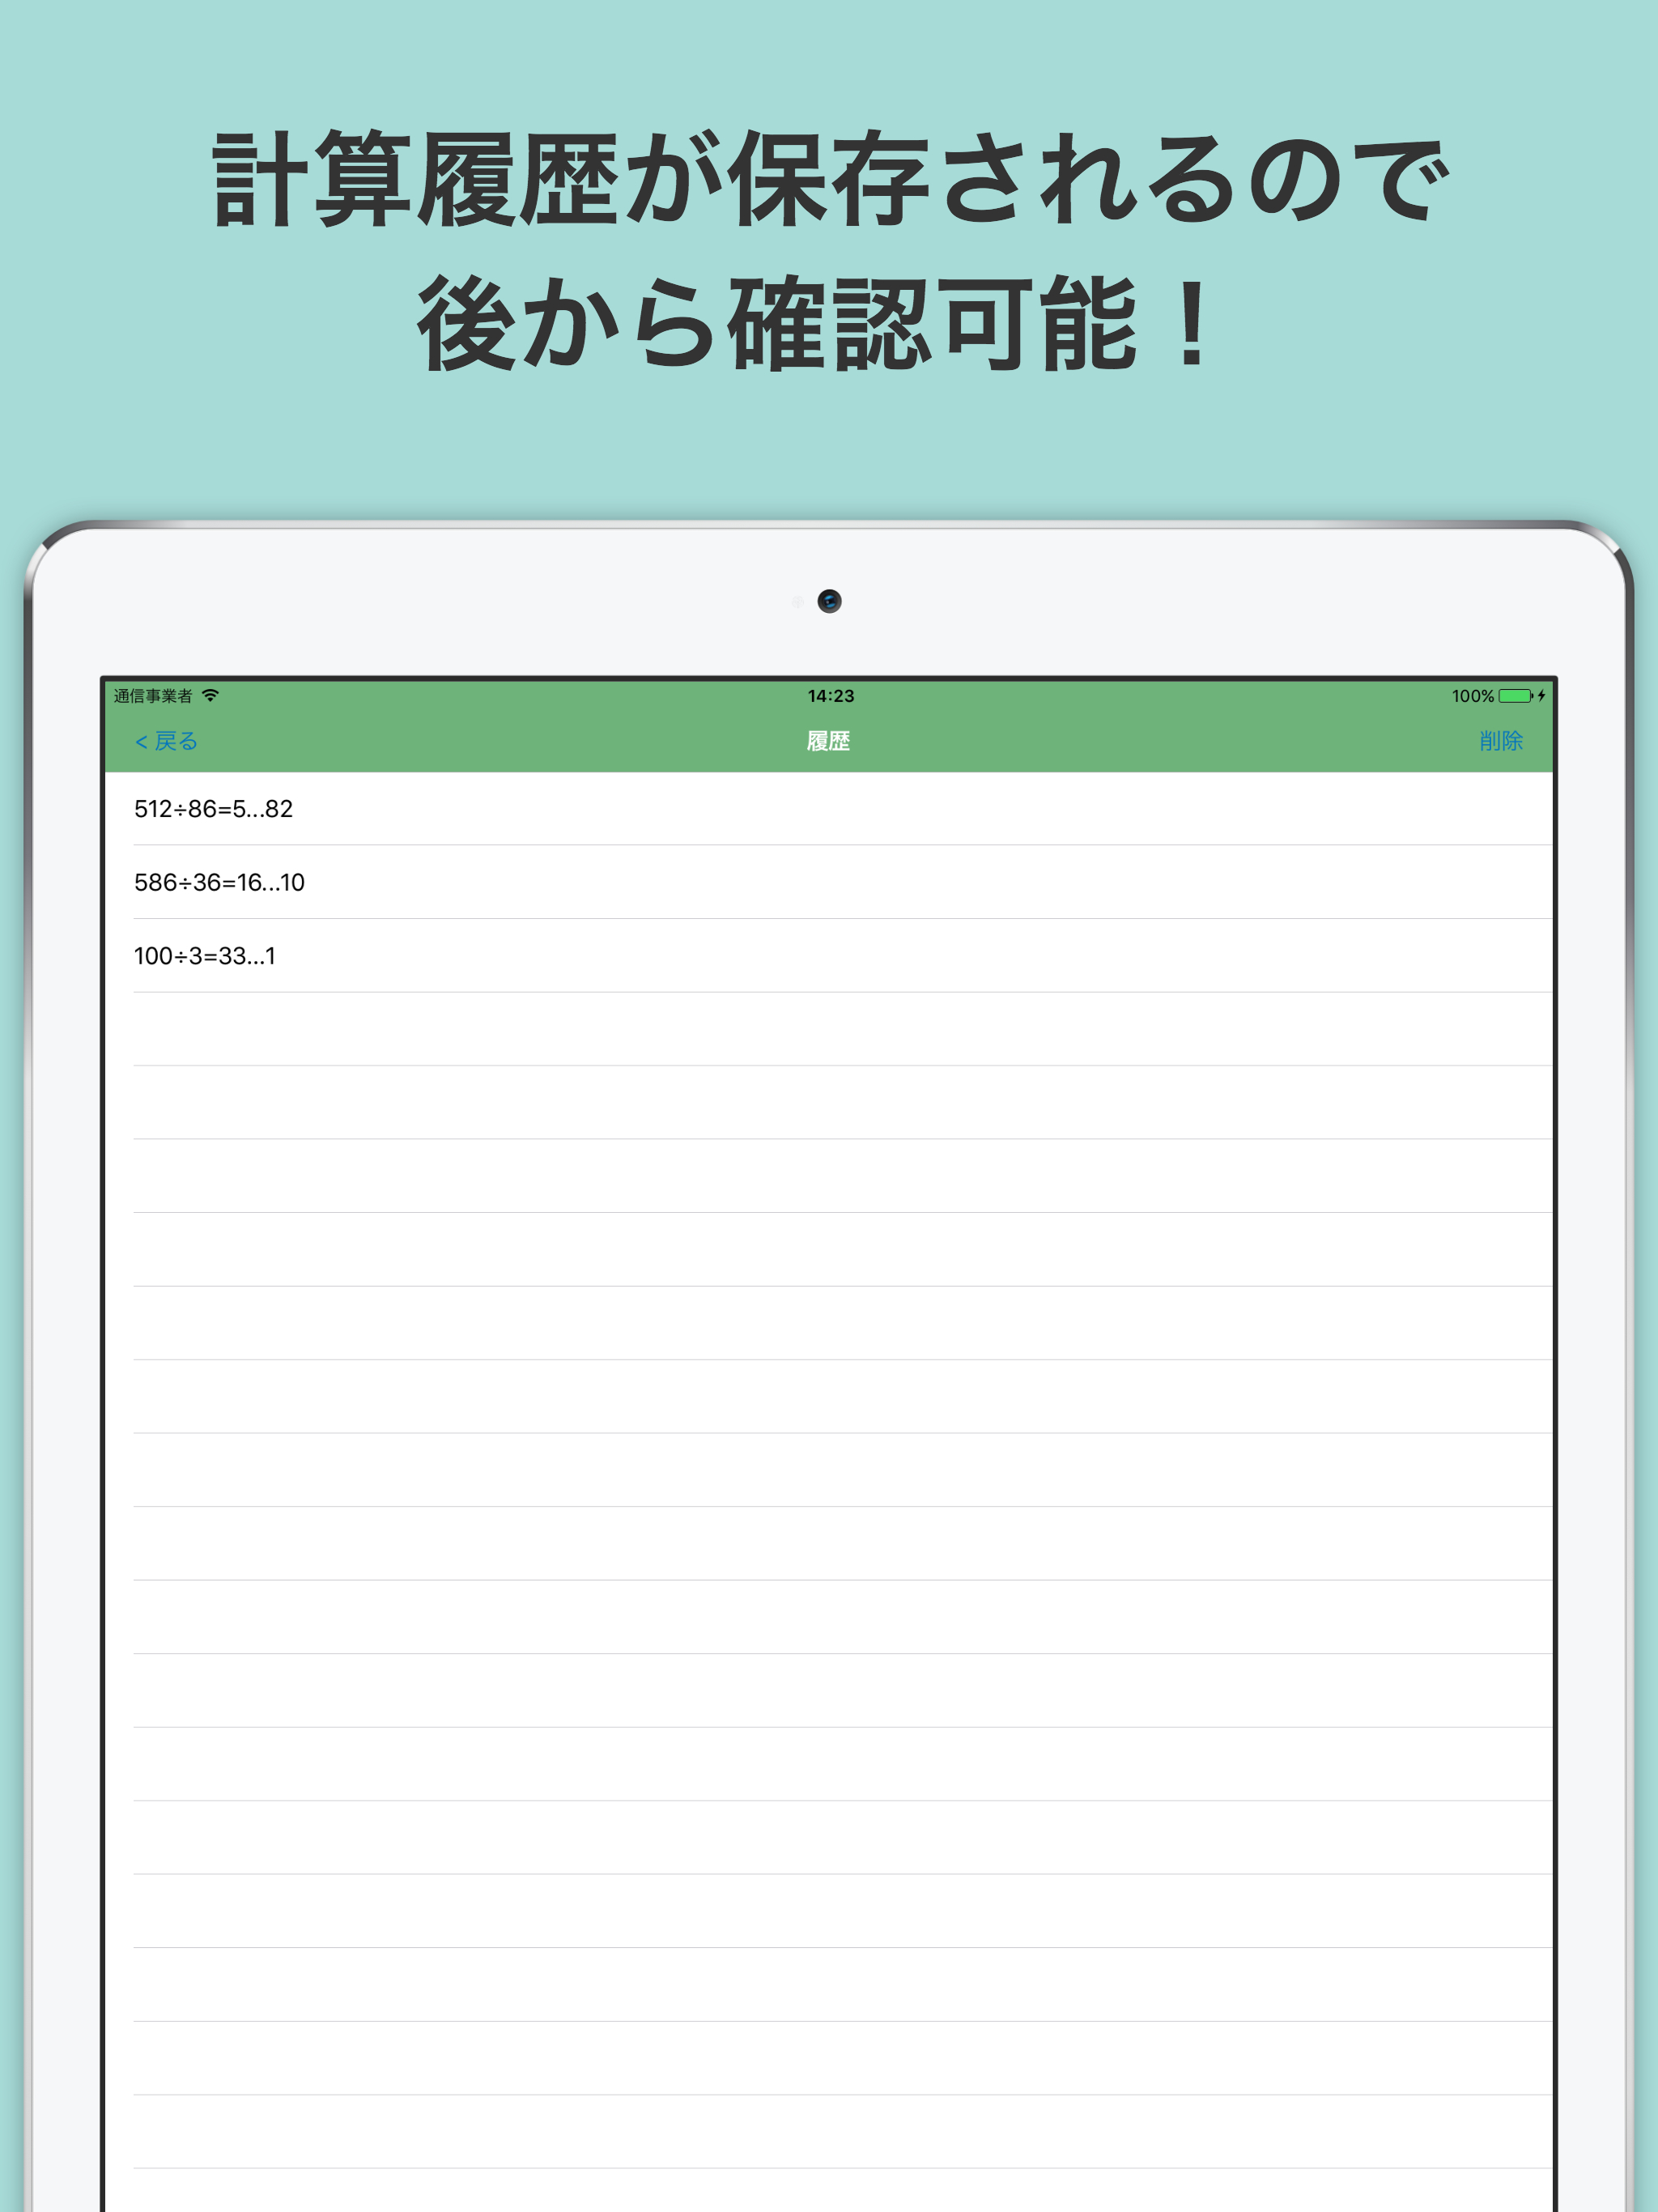 計算履歴が保存されるので
後から確認可能！
通信事業者 14:23 100%
< 戻る 履歴 削除
512÷86=5...82
586÷36=16...10
100÷3=33...1